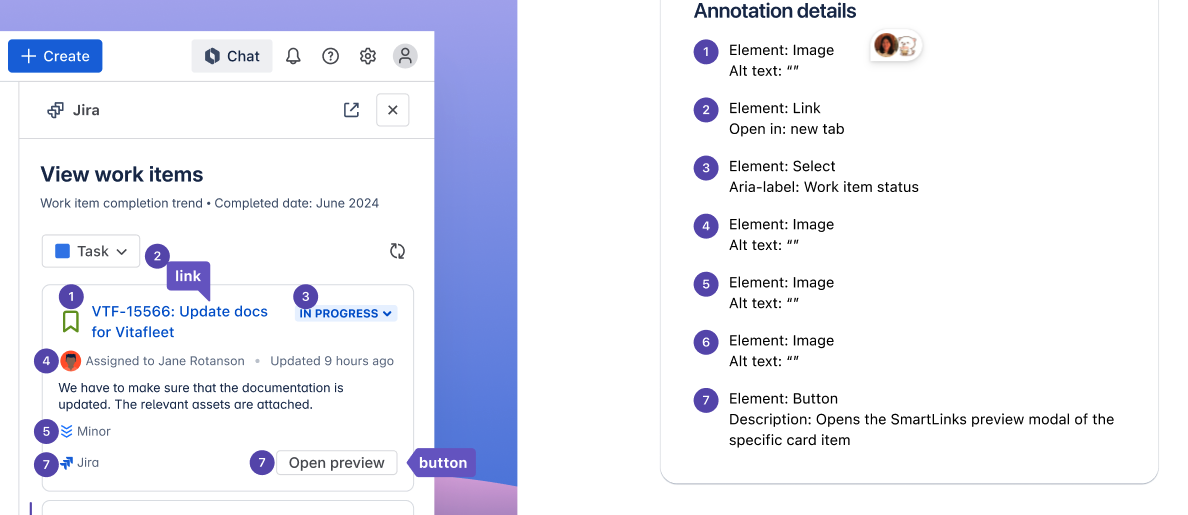 Create
Chat
Jira
View work items
Work item completion trend • Completed date: June 2024
Task
2
link
1
3
VTF-15566: Update docs
for Vitafleet
IN PROGRESS
4
Assigned to Jane Rotanson • Updated 9 hours ago
We have to make sure that the documentation is
updated. The relevant assets are attached.
5
Minor
7
Jira
7
Open preview
button
Annotation details
1
Element: Image
Alt text: “”
2
Element: Link
Open in: new tab
3
Element: Select
Aria-label: Work item status
4
Element: Image
Alt text: “”
5
Element: Image
Alt text: “”
6
Element: Image
Alt text: “”
7
Element: Button
Description: Opens the SmartLinks preview modal of the
specific card item